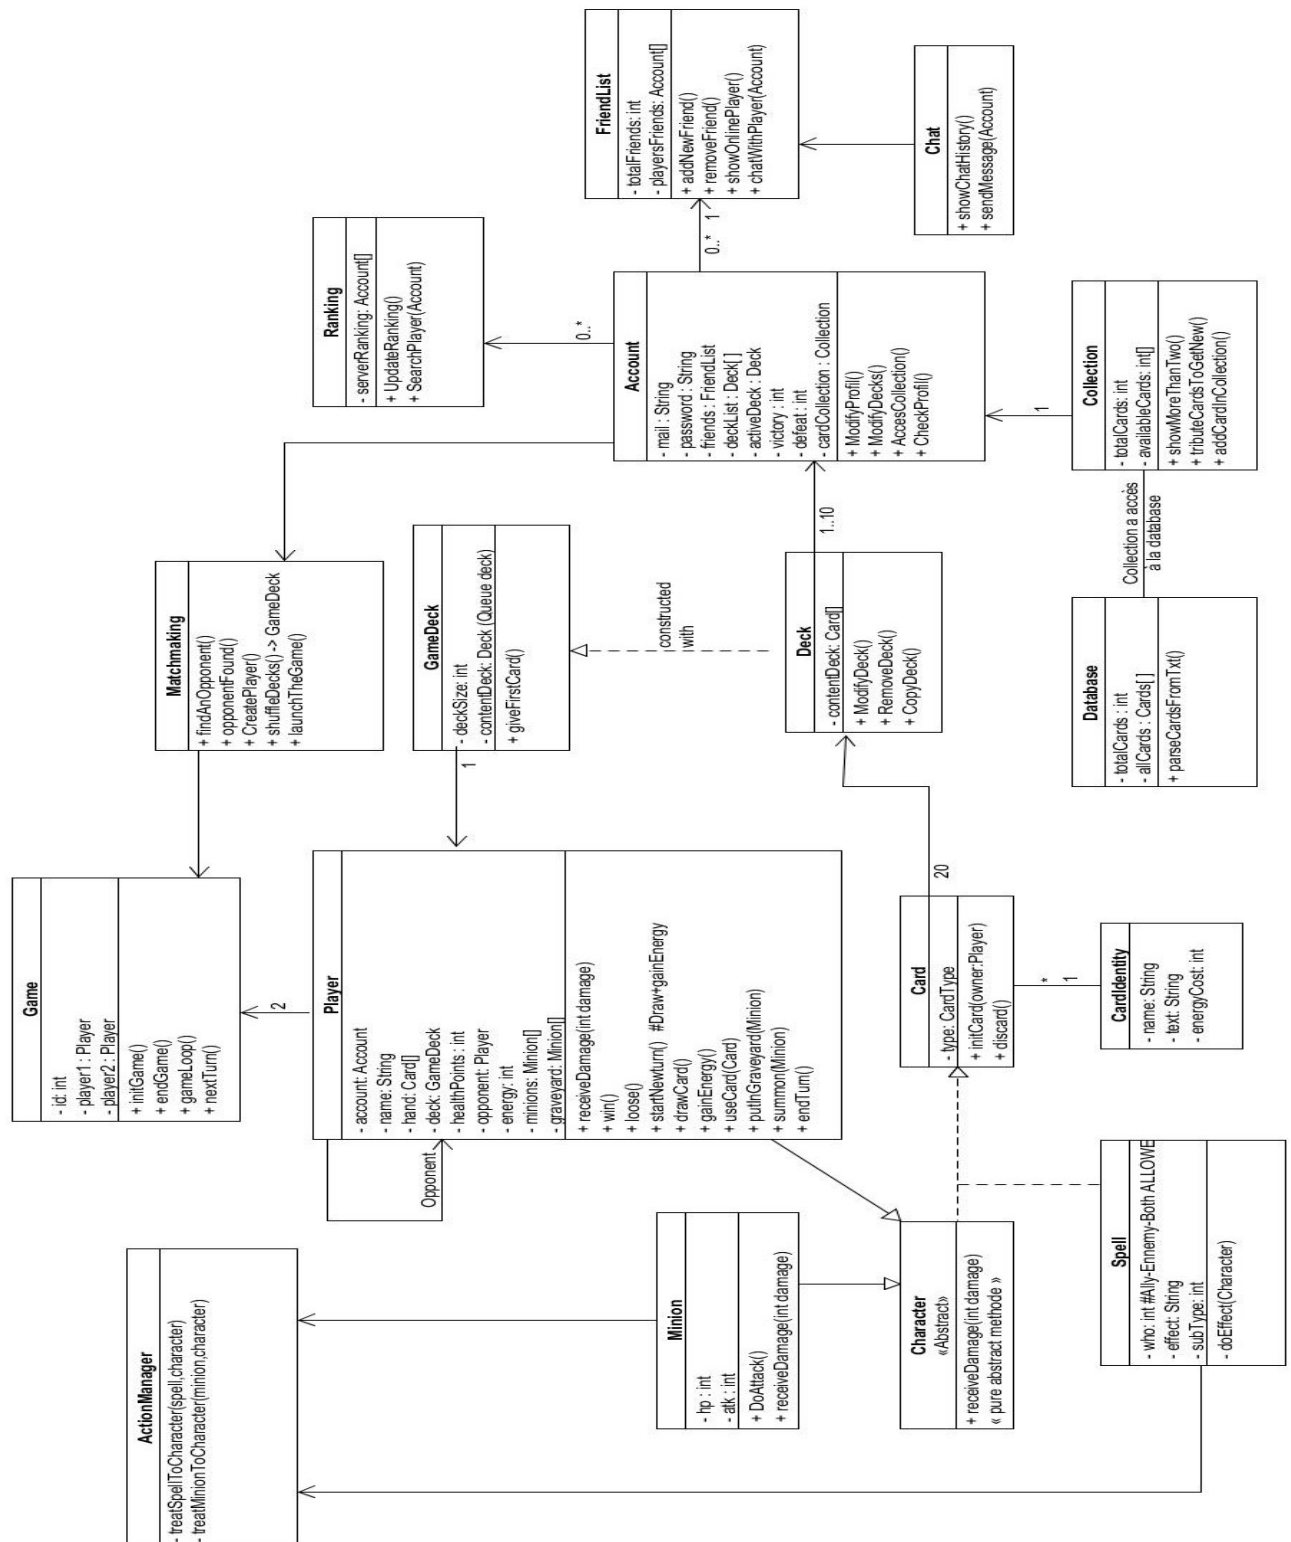 FriendList
- totalFriends: int
- playersFriends: Account[]
+ addNewFriend()
+ removeFriend()
+ showOnlinePlayer()
+ chatWithPlayer(Account)
Chat
+ showChatHistory()
+ sendMessage(Account)
0..* 1
Ranking
- serverRanking: Account[]
+ UpdateRanking()
+ SearchPlayer(Account)
0..*
Account
- mail : String
- password : String
- friends : FriendList
- deckList : Deck[ ]
- activeDeck : Deck
- victory : int
- defeat : int
- cardCollection : Collection
+ ModifyProfil()
+ ModifyDecks()
+ AccesCollection()
+ CheckProfil()
1
Collection
- totalCards: int
- availableCards: int[]
+ showMoreThanTwo()
+ tributeCardsToGetNew()
+ addCardInCollection()
Collection a accès
à la database
Database
- totalCards : int
- allCards : Cards[ ]
+ parseCardsFromTxt()
Matchmaking
+ findAnOpponent()
+ opponentFound()
+ CreatePlayer()
+ shuffleDecks() -> GameDeck
+ launchTheGame()
GameDeck
- deckSize: int
- contentDeck: Deck (Queue deck)
+ giveFirstCard()
1
constructed
with
1..10
Deck
- contentDeck: Card[]
+ ModifyDeck()
+ RemoveDeck()
+ CopyDeck()
Game
- id: int
- player1 : Player
- player2 : Player
+ initGame()
+ endGame()
+ gameLoop()
+ nextTurn()
2
Player
- account: Account
- name: String
- hand: Card[]
- deck: GameDeck
- healthPoints : int
- opponent: Player
- energy: int
- minions: Minion[]
- graveyard: Minion[]
+ receiveDamage(int damage)
+ win()
+ loose()
+ startNewturn() #Draw+gainEnergy
+ drawCard()
+ gainEnergy()
+ useCard(Card)
+ putInGraveyard(Minion)
+ summon(Minion)
+ endTurn()
Opponent
20
Card
- type: CardType
+ initCard(owner:Player)
+ discard()
*
1
CardIdentity
- name: String
- text: String
- energyCost: int
ActionManager
- treatSpellToCharacter(spell,character)
- treatMinionToCharacter(minion,character)
Minion
- hp : int
- atk : int
+ DoAttack()
+ receiveDamage(int damage)
Character
«Abstract»
+ receiveDamage(int damage)
« pure abstract methode »
Spell
- who: int #Ally-Ennemy-Both ALLOWE
- effect: String
- subType: int
- doEffect(Character)